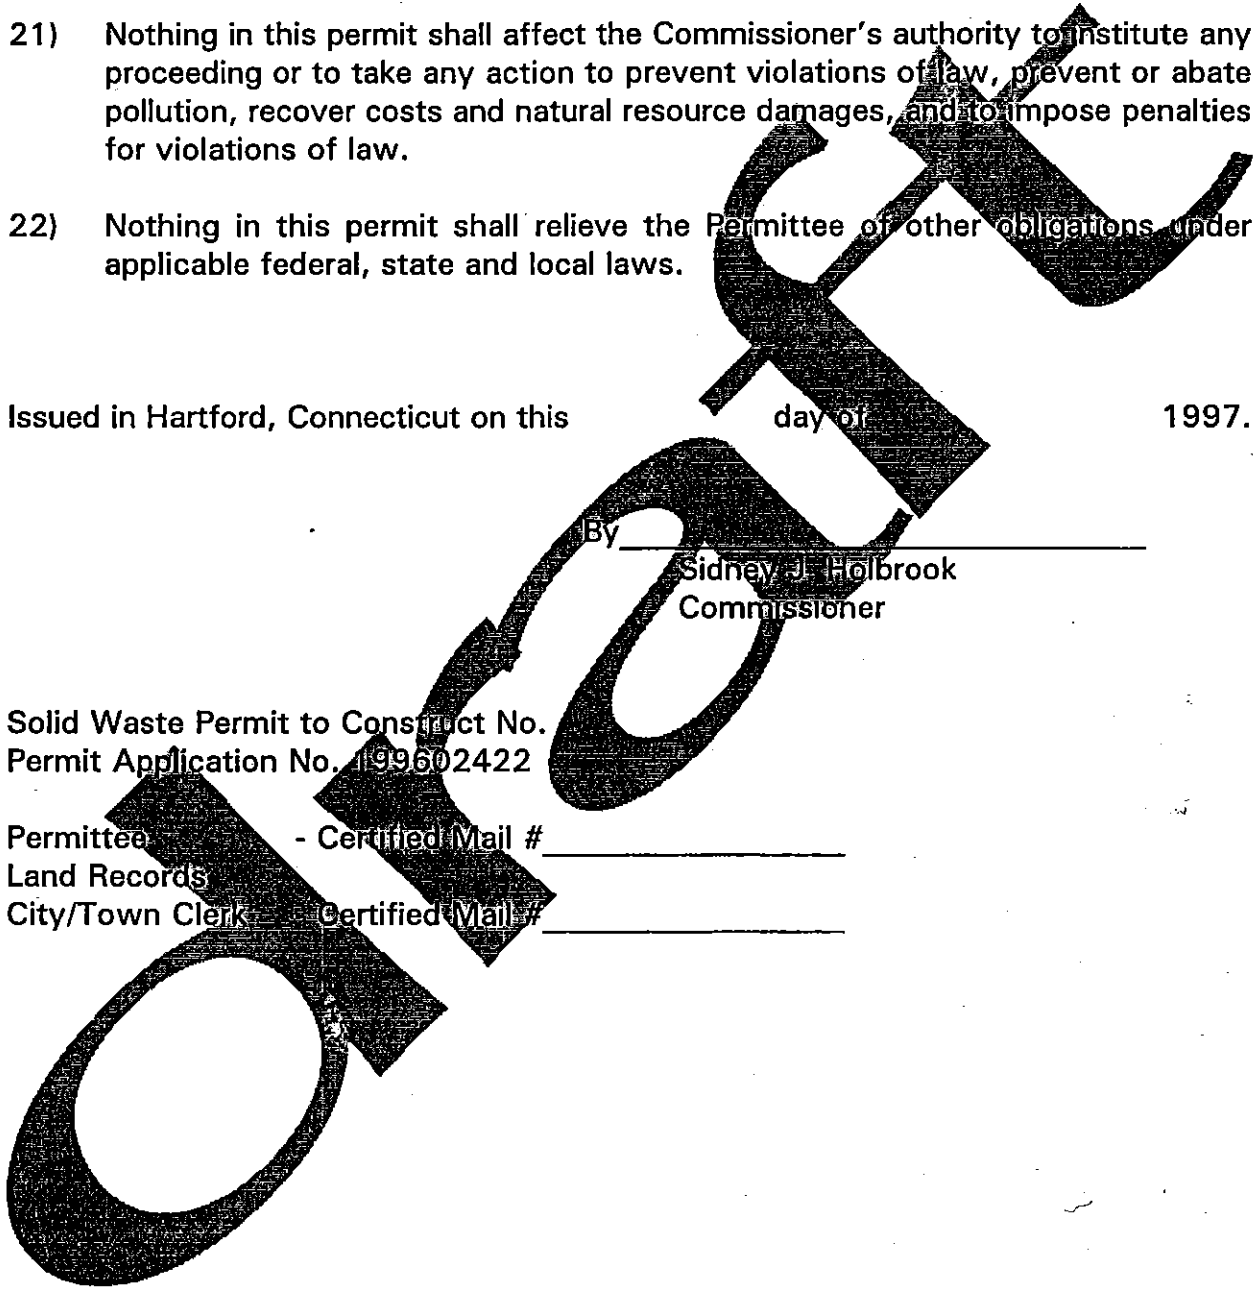 21) Nothing in this permit shall affect the Commissioner's authority to institute any
proceeding or to take any action to prevent violations of law, prevent or abate
pollution, recover costs and natural resource damages, and to impose penalties
for violations of law.
22) Nothing in this permit shall relieve the Permittee of other obligations under
applicable federal, state and local laws.
Issued in Hartford, Connecticut on this day of 1997.
By
Sidney J. Holbrook
Commissioner
Solid Waste Permit to Construct No.
Permit Application No. 199602422
Permittee - Certified Mail #
Land Records
City/Town Clerk - Certified Mail #
draft